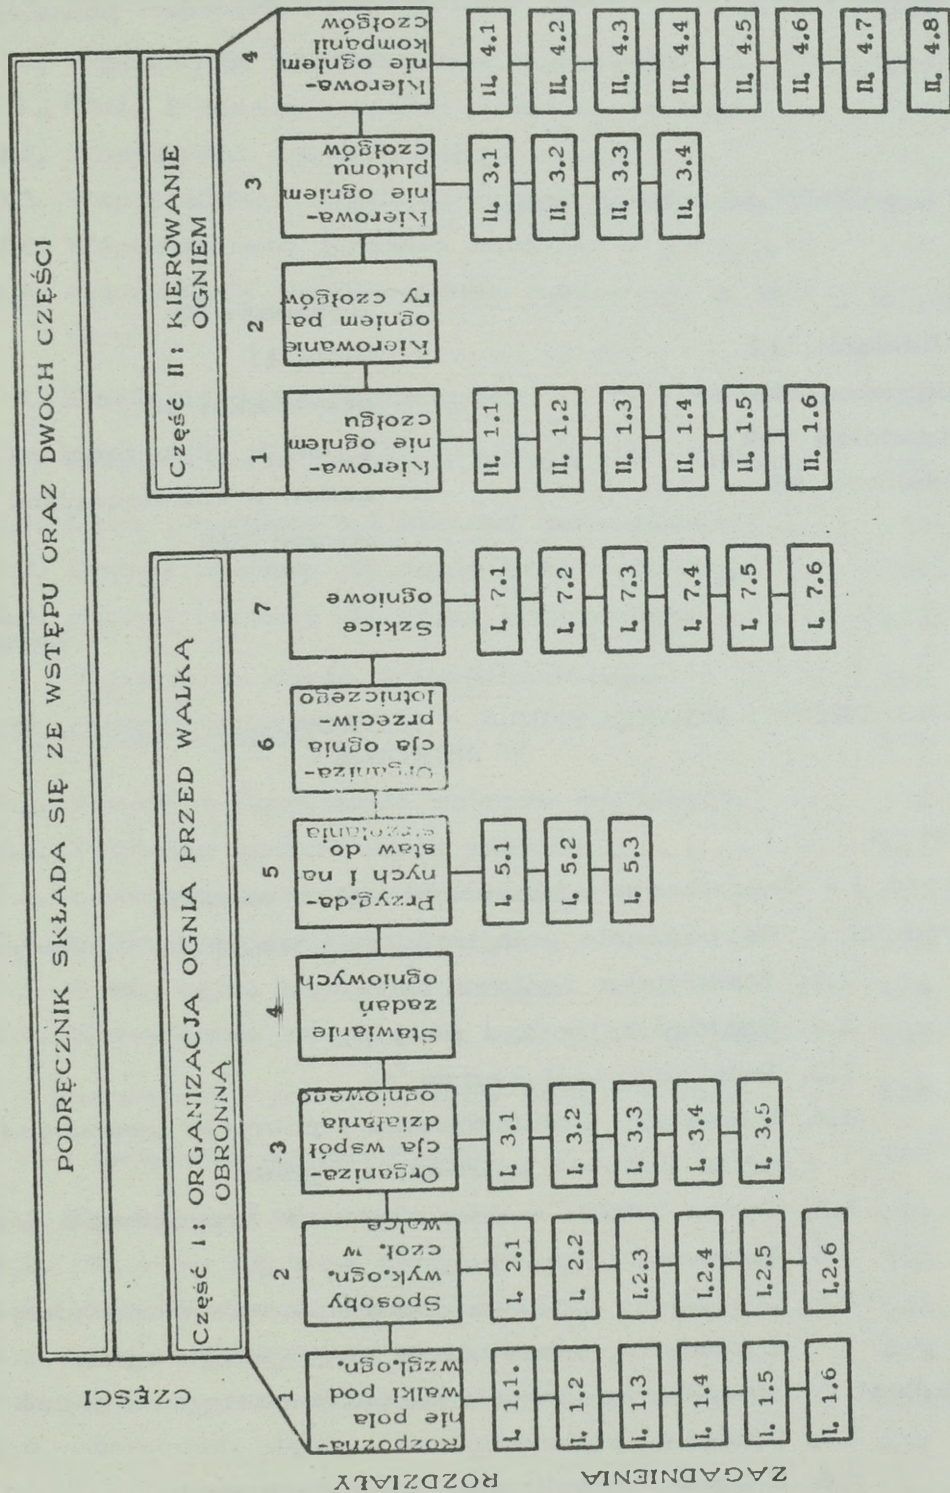 PODRĘCZNIK SKŁADA SIĘ ZE WSTĘPU ORAZ DWOCH CZĘŚCI
CZĘSCI
Część I: ORGANIZACJA OGNIA PRZED WALKĄ
OBRONNĄ
Część II: KIEROWANIE
OGNIEM
ROZDZIAŁY
1
Rozpozna-
nie pola
walki pod
wzgl.ogn.
2
Sposoby
wyk.ogn.
czoł. w
walce
3
Organiza-
cja współ
działania
ogniowego
4
Stawianie
zadań
ogniowych
5
Przyg.da-
nych i na
staw do
strzelania
6
Organiza-
cja ognia
przeciw-
lotniczego
7
Szkice
ogniowe
1
Kierowa-
nie ogniem
czołgu
2
Kierowanie
ogniem pa-
ry czołgów
3
Kierowa-
nie ogniem
plutonu
czołgów
4
Kierowa-
nie ogniem
kompanii
czołgów
ZAGADNIENIA
I. 1.1.
I. 1.2
I. 1.3
I. 1.4
I. 1.5
I. 1.6
I. 2.1
I. 2.2
I.2.3
I.2.4
I.2.5
I.2.6
I. 3.1
I. 3.2
I. 3.3
I. 3.4
I. 3.5
I. 5.1
I. 5.2
I. 5.3
I. 7.1
I. 7.2
I. 7.3
I. 7.4
I. 7.5
I. 7.6
II. 1.1
II. 1.2
II. 1.3
II. 1.4
II. 1.5
II. 1.6
II. 3.1
II. 3.2
II. 3.3
II. 3.4
II. 4.1
II. 4.2
II. 4.3
II. 4.4
II. 4.5
II. 4.6
II. 4.7
II. 4.8